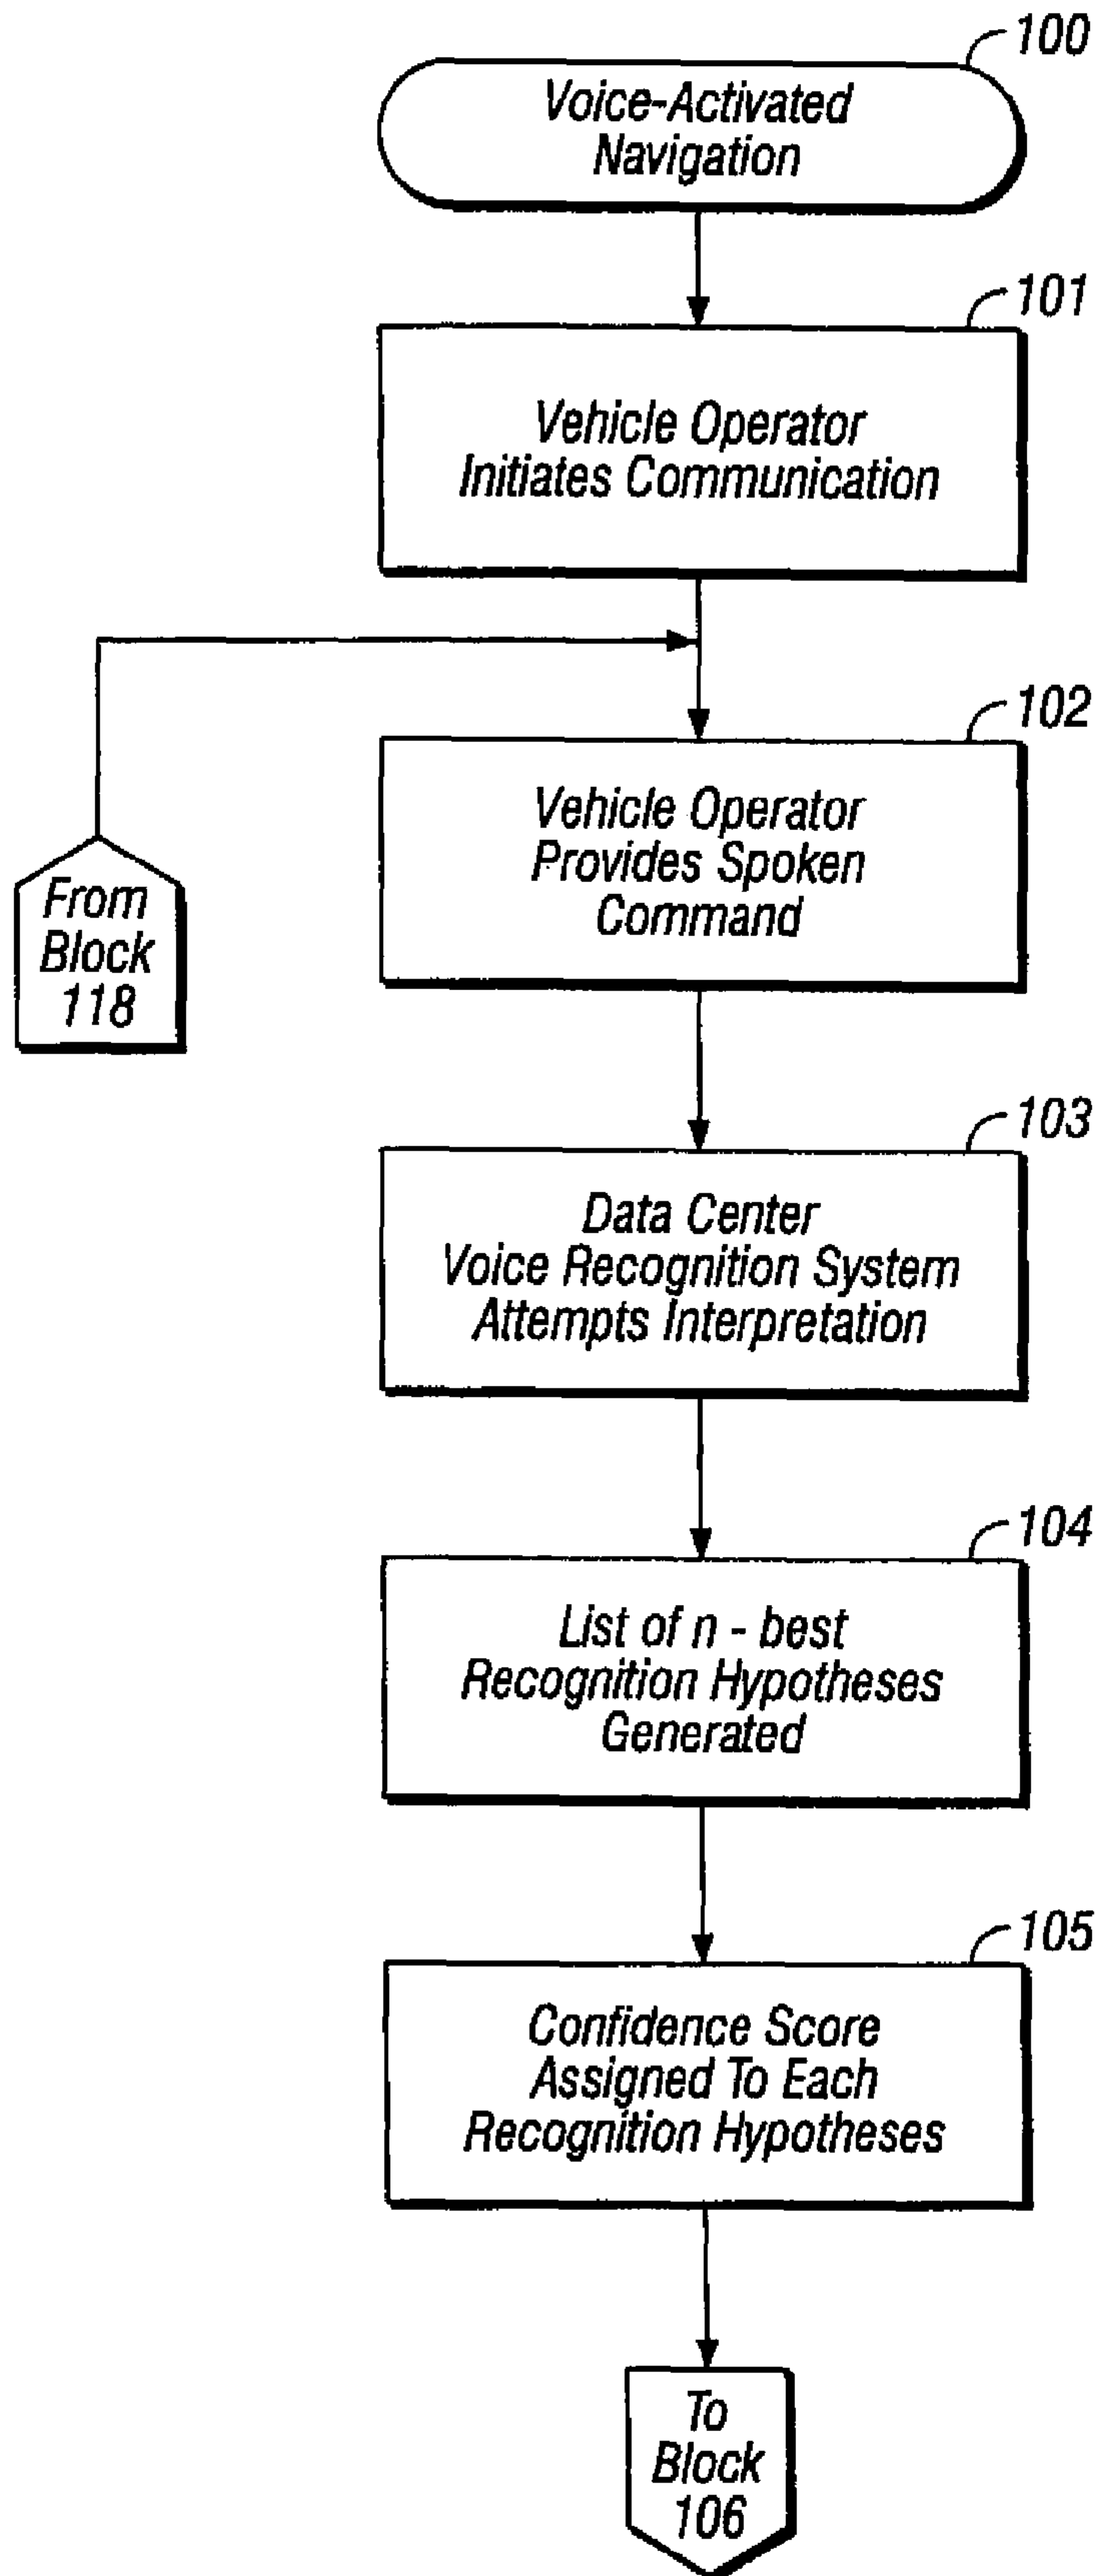 100
Voice-Activated
Navigation
101
Vehicle Operator
Initiates Communication
102
Vehicle Operator
Provides Spoken
Command
From
Block
118
103
Data Center
Voice Recognition System
Attempts Interpretation
104
List of n - best
Recognition Hypotheses
Generated
105
Confidence Score
Assigned To Each
Recognition Hypotheses
To
Block
106